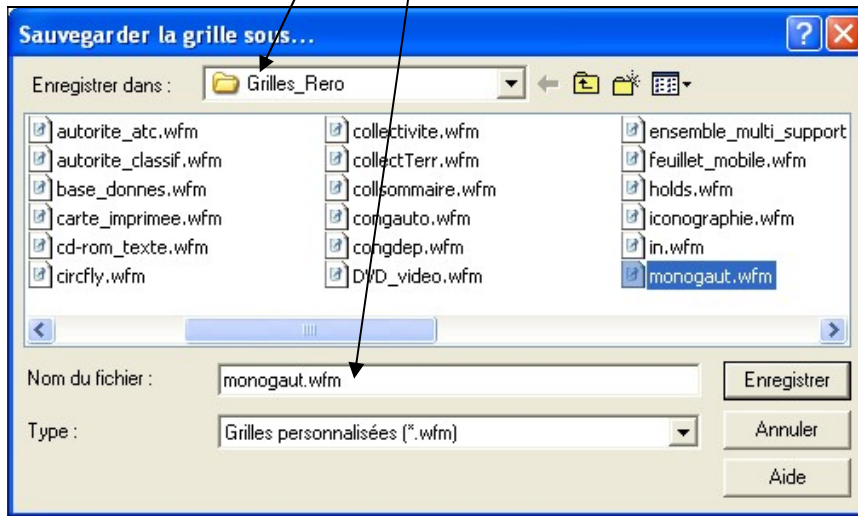 Sauvegarder la grille sous...
Enregistrer dans : Grilles_Rero
autorite_atc.wfm collectivite.wfm ensemble_multi_support
autorite_classif.wfm collectTerr.wfm feuillet_mobile.wfm
base_donnes.wfm collsommaire.wfm holds.wfm
carte_imprimee.wfm congauto.wfm iconographie.wfm
cd-rom_texte.wfm congdep.wfm in.wfm
circfly.wfm DVD_video.wfm monogaut.wfm
Nom du fichier : monogaut.wfm Enregistrer
Type : Grilles personnalisées (*.wfm) Annuler
Aide